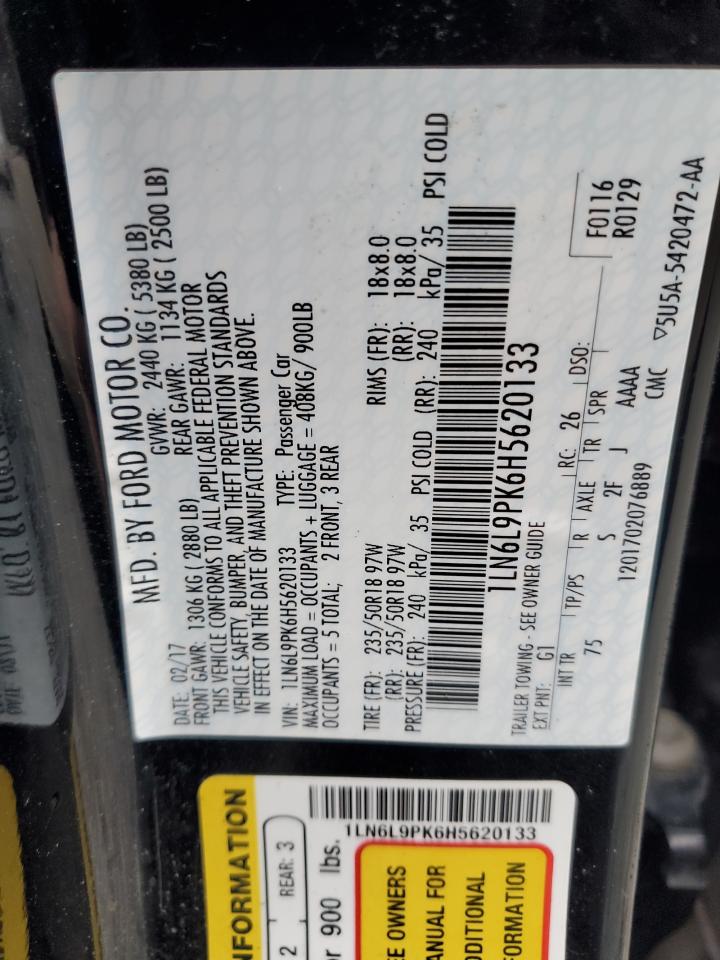 MFD. BY FORD MOTOR CO.
DATE: 02/17 GVWR: 2440 KG ( 5380 LB)
FRONT GAWR: 1306 KG ( 2880 LB) REAR GAWR: 1134 KG ( 2500 LB)
THIS VEHICLE CONFORMS TO ALL APPLICABLE FEDERAL MOTOR
VEHICLE SAFETY, BUMPER, AND THEFT PREVENTION STANDARDS
IN EFFECT ON THE DATE OF MANUFACTURE SHOWN ABOVE.
VIN: 1LN6L9PK6H5620133 TYPE: Passenger Car
MAXIMUM LOAD = OCCUPANTS + LUGGAGE = 408KG/ 900LB
OCCUPANTS = 5 TOTAL; 2 FRONT, 3 REAR
TIRE (FR): 235/50R18 97W RIMS (FR): 18x8.0
(RR): 235/50R18 97W (RR): 18x8.0
PRESSURE (FR): 240 kPa/ 35 PSI COLD (RR): 240 kPa/ 35 PSI COLD
1LN6L9PK6H5620133
TRAILER TOWING - SEE OWNER GUIDE
EXT PNT: G1 RC: 26 DSO:
INT TR TP/PS R AXLE TR SPR F0116
75 S 2F J AAAA R0129
1201702076889 CMC ▽5U5A-5420472-AA
NFORMATION
2 REAR: 3
or 900 lbs.
1LN6L9PK6H5620133
EE OWNERS
ANUAL FOR
DDITIONAL
FORMATION